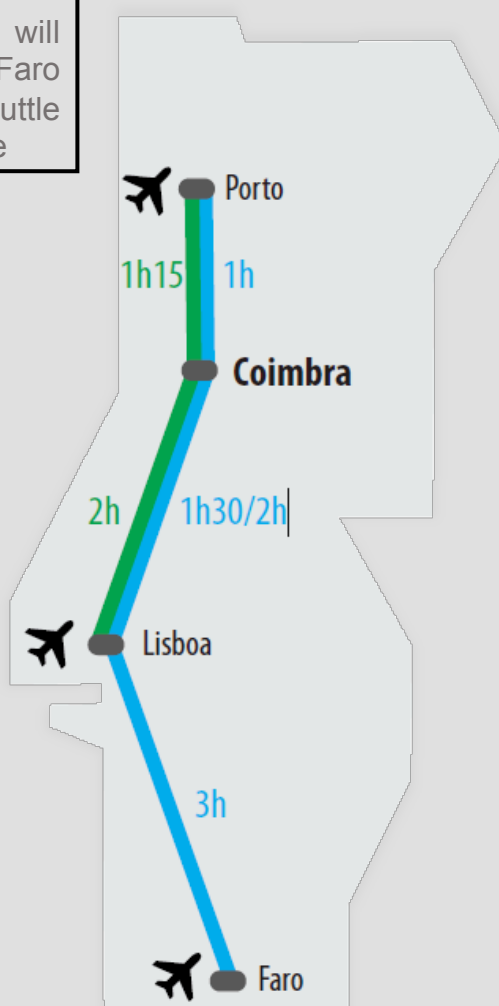 will
Faro
uttle
e
Porto
1h15 1h
Coimbra
2h 1h30/2h
Lisboa
3h
Faro